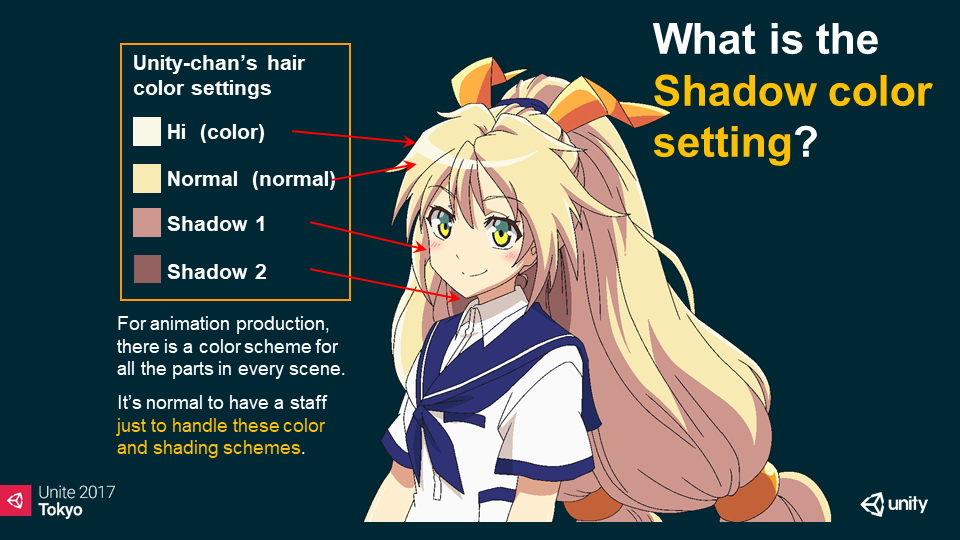 What is the
Shadow color
setting?
Unity-chan's hair
color settings
Hi (color)
Normal (normal)
Shadow 1
Shadow 2
For animation production,
there is a color scheme for
all the parts in every scene.
It's normal to have a staff
just to handle these color
and shading schemes.
Unite 2017
Tokyo
unity